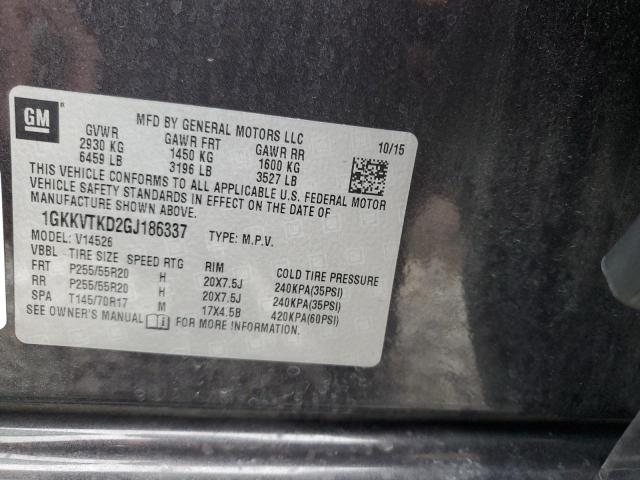 GM
MFD BY GENERAL MOTORS LLC
10/15
GVWR GAWR FRT GAWR RR
2930 KG 1450 KG 1600 KG
6459 LB 3196 LB 3527 LB
THIS VEHICLE CONFORMS TO ALL APPLICABLE U.S. FEDERAL MOTOR
VEHICLE SAFETY STANDARDS IN EFFECT ON THE DATE OF
MANUFACTURE SHOWN ABOVE.
1GKKVTKD2GJ186337 TYPE: M.P.V.
MODEL: V14526
VBBL TIRE SIZE SPEED RTG RIM COLD TIRE PRESSURE
FRT P255/55R20 H 20X7.5J 240KPA(35PSI)
RR P255/55R20 H 20X7.5J 240KPA(35PSI)
SPA T145/70R17 M 17X4.5B 420KPA(60PSI)
SEE OWNER'S MANUAL FOR MORE INFORMATION.